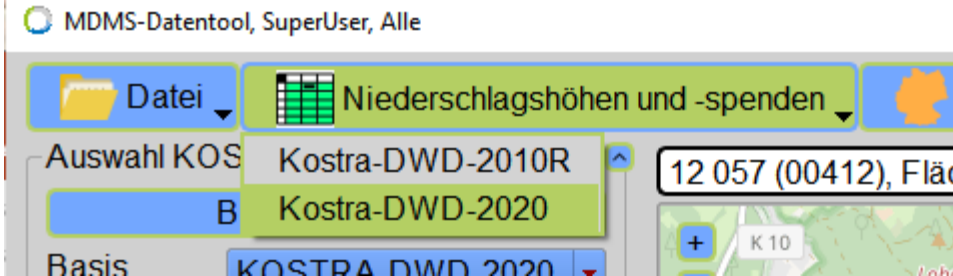 MDMS-Datentool, SuperUser, Alle
Datei
Niederschlagshöhen und -spenden
Auswahl KOS
Kostra-DWD-2010R
12 057 (00412), Fläc
B
Kostra-DWD-2020
+
K 10
Basis
KOSTRA DWD 2020